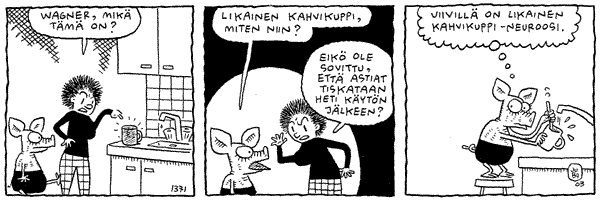 WAGNER, MIKÄ
TÄMÄ ON?
1331
LIKAINEN KAHVIKUPPI,
MITEN NIIN?
EIKÖ OLE
SOVITTU,
ETTÄ ASTIAT
TISKATAAN
HETI KÄYTÖN
JÄLKEEN?
VIIVILLÄ ON LIKAINEN
KAHVIKUPPI-NEUROOSI.
03